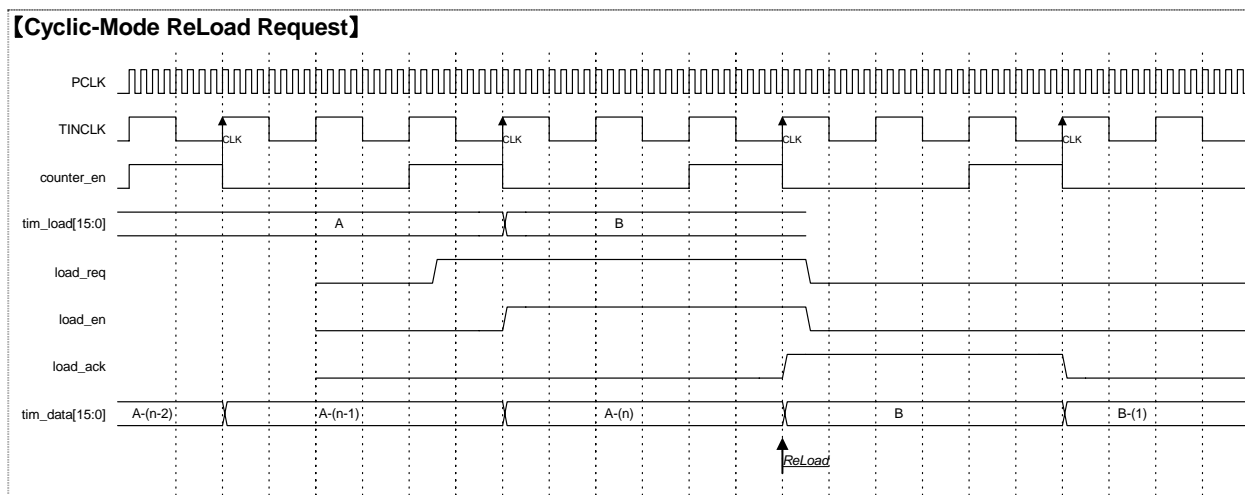 【Cyclic-Mode ReLoad Request】
PCLK
TINCLK
CLK CLK CLK CLK
counter_en
tim_load[15:0] A B
load_req
load_en
load_ack
tim_data[15:0] A-(n-2) A-(n-1) A-(n) B B-(1)
ReLoad